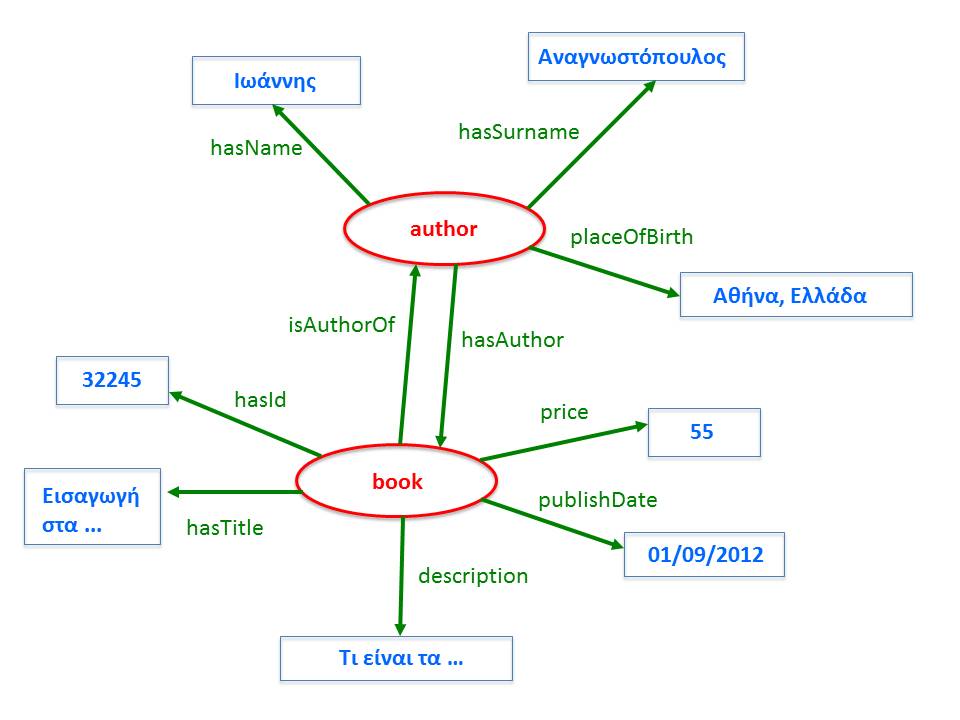 Ιωάννης
Αναγνωστόπουλος
hasName
hasSurname
author
placeOfBirth
Αθήνα, Ελλάδα
isAuthorOf
hasAuthor
32245
hasId
price
55
book
Εισαγωγή
στα ...
hasTitle
publishDate
01/09/2012
description
Τι είναι τα ...